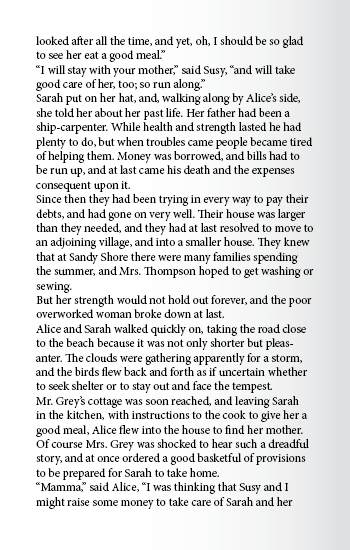 looked after all the time, and yet, oh, I should be so glad
to see her eat a good meal.”
“I will stay with your mother,” said Susy, “and will take
good care of her, too; so run along.”
Sarah put on her hat, and, walking along by Alice’s side,
she told her about her past life. Her father had been a
ship-carpenter. While health and strength lasted he had
plenty to do, but when troubles came people became tired
of helping them. Money was borrowed, and bills had to
be run up, and at last came his death and the expenses
consequent upon it.
Since then they had been trying in every way to pay their
debts, and had gone on very well. Their house was larger
than they needed, and they had at last resolved to move to
an adjoining village, and into a smaller house. They knew
that at Sandy Shore there were many families spending
the summer, and Mrs. Thompson hoped to get washing or
sewing.
But her strength would not hold out forever, and the poor
overworked woman broke down at last.
Alice and Sarah walked quickly on, taking the road close
to the beach because it was not only shorter but pleas-
anter. The clouds were gathering apparently for a storm,
and the birds flew back and forth as if uncertain whether
to seek shelter or to stay out and face the tempest.
Mr. Grey’s cottage was soon reached, and leaving Sarah
in the kitchen, with instructions to the cook to give her a
good meal, Alice flew into the house to find her mother.
Of course Mrs. Grey was shocked to hear such a dreadful
story, and at once ordered a good basketful of provisions
to be prepared for Sarah to take home.
“Mamma,” said Alice, “I was thinking that Susy and I
might raise some money to take care of Sarah and her